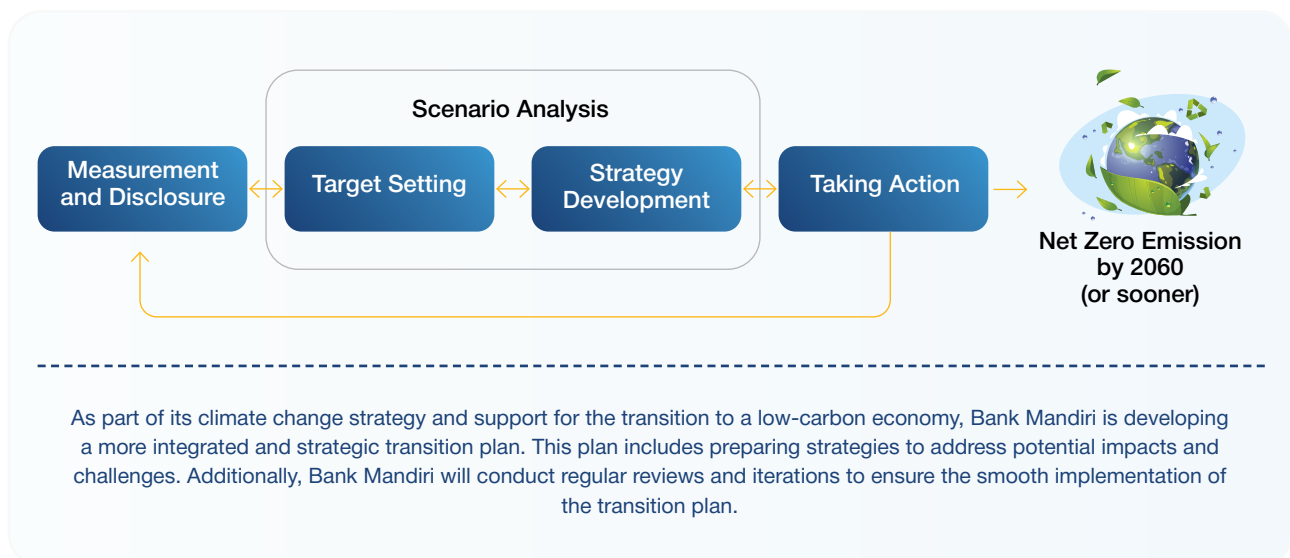 Scenario Analysis
Measurement
and Disclosure
Target Setting
Strategy
Development
Taking Action
Net Zero Emission
by 2060
(or sooner)
As part of its climate change strategy and support for the transition to a low-carbon economy, Bank Mandiri is developing
a more integrated and strategic transition plan. This plan includes preparing strategies to address potential impacts and
challenges. Additionally, Bank Mandiri will conduct regular reviews and iterations to ensure the smooth implementation of
the transition plan.